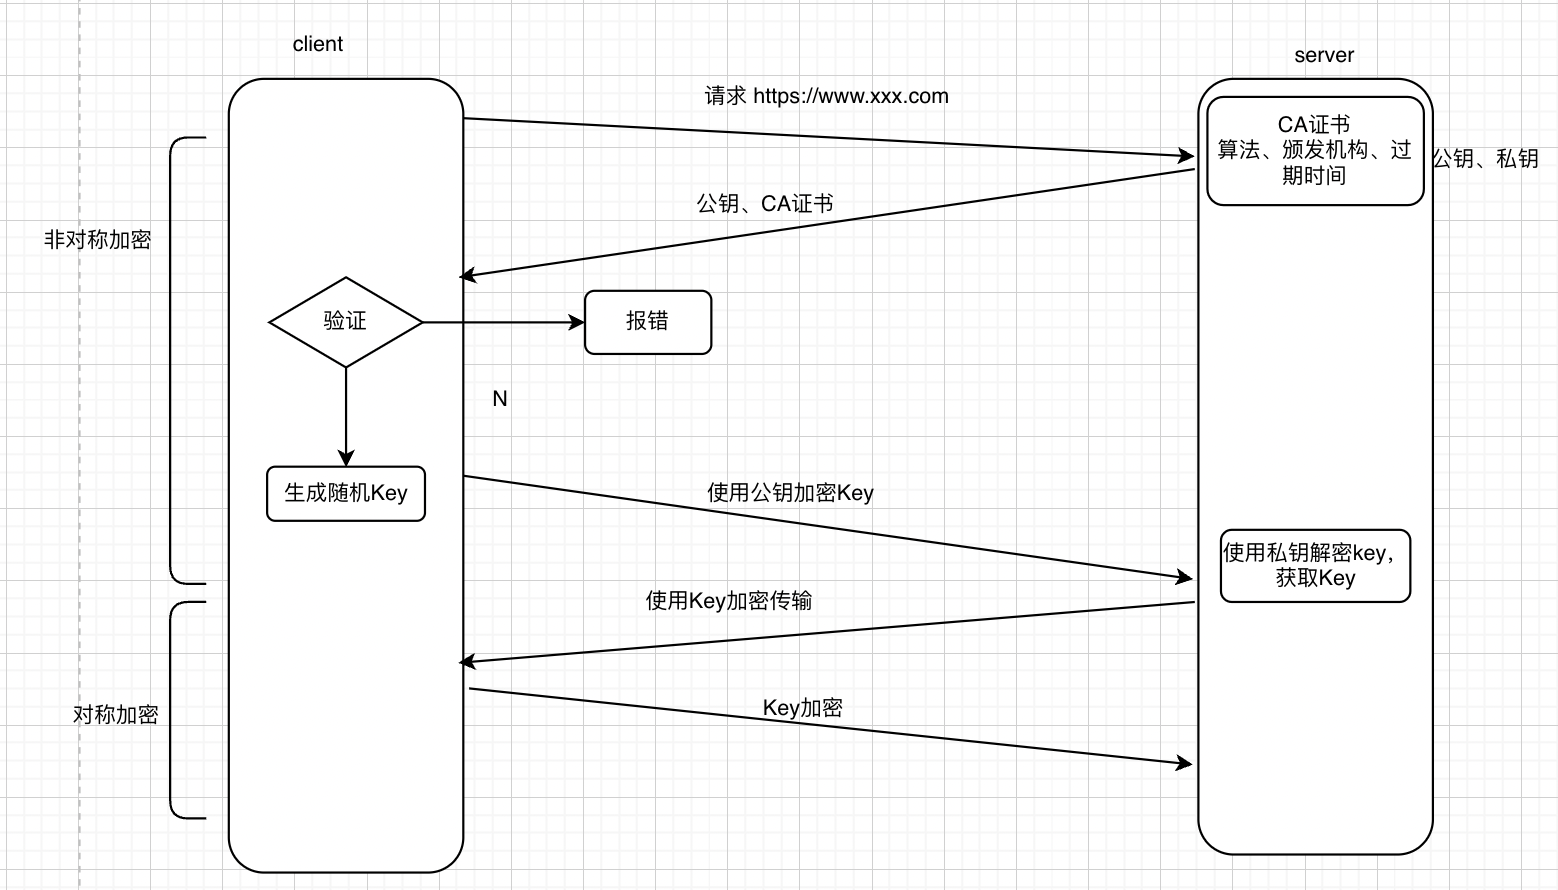 client
server
请求 https://www.xxx.com
CA证书
算法、颁发机构、过
期时间
公钥、私钥
公钥、CA证书
非对称加密
验证
报错
N
生成随机Key
使用公钥加密Key
使用私钥解密key，
获取Key
使用Key加密传输
对称加密
Key加密